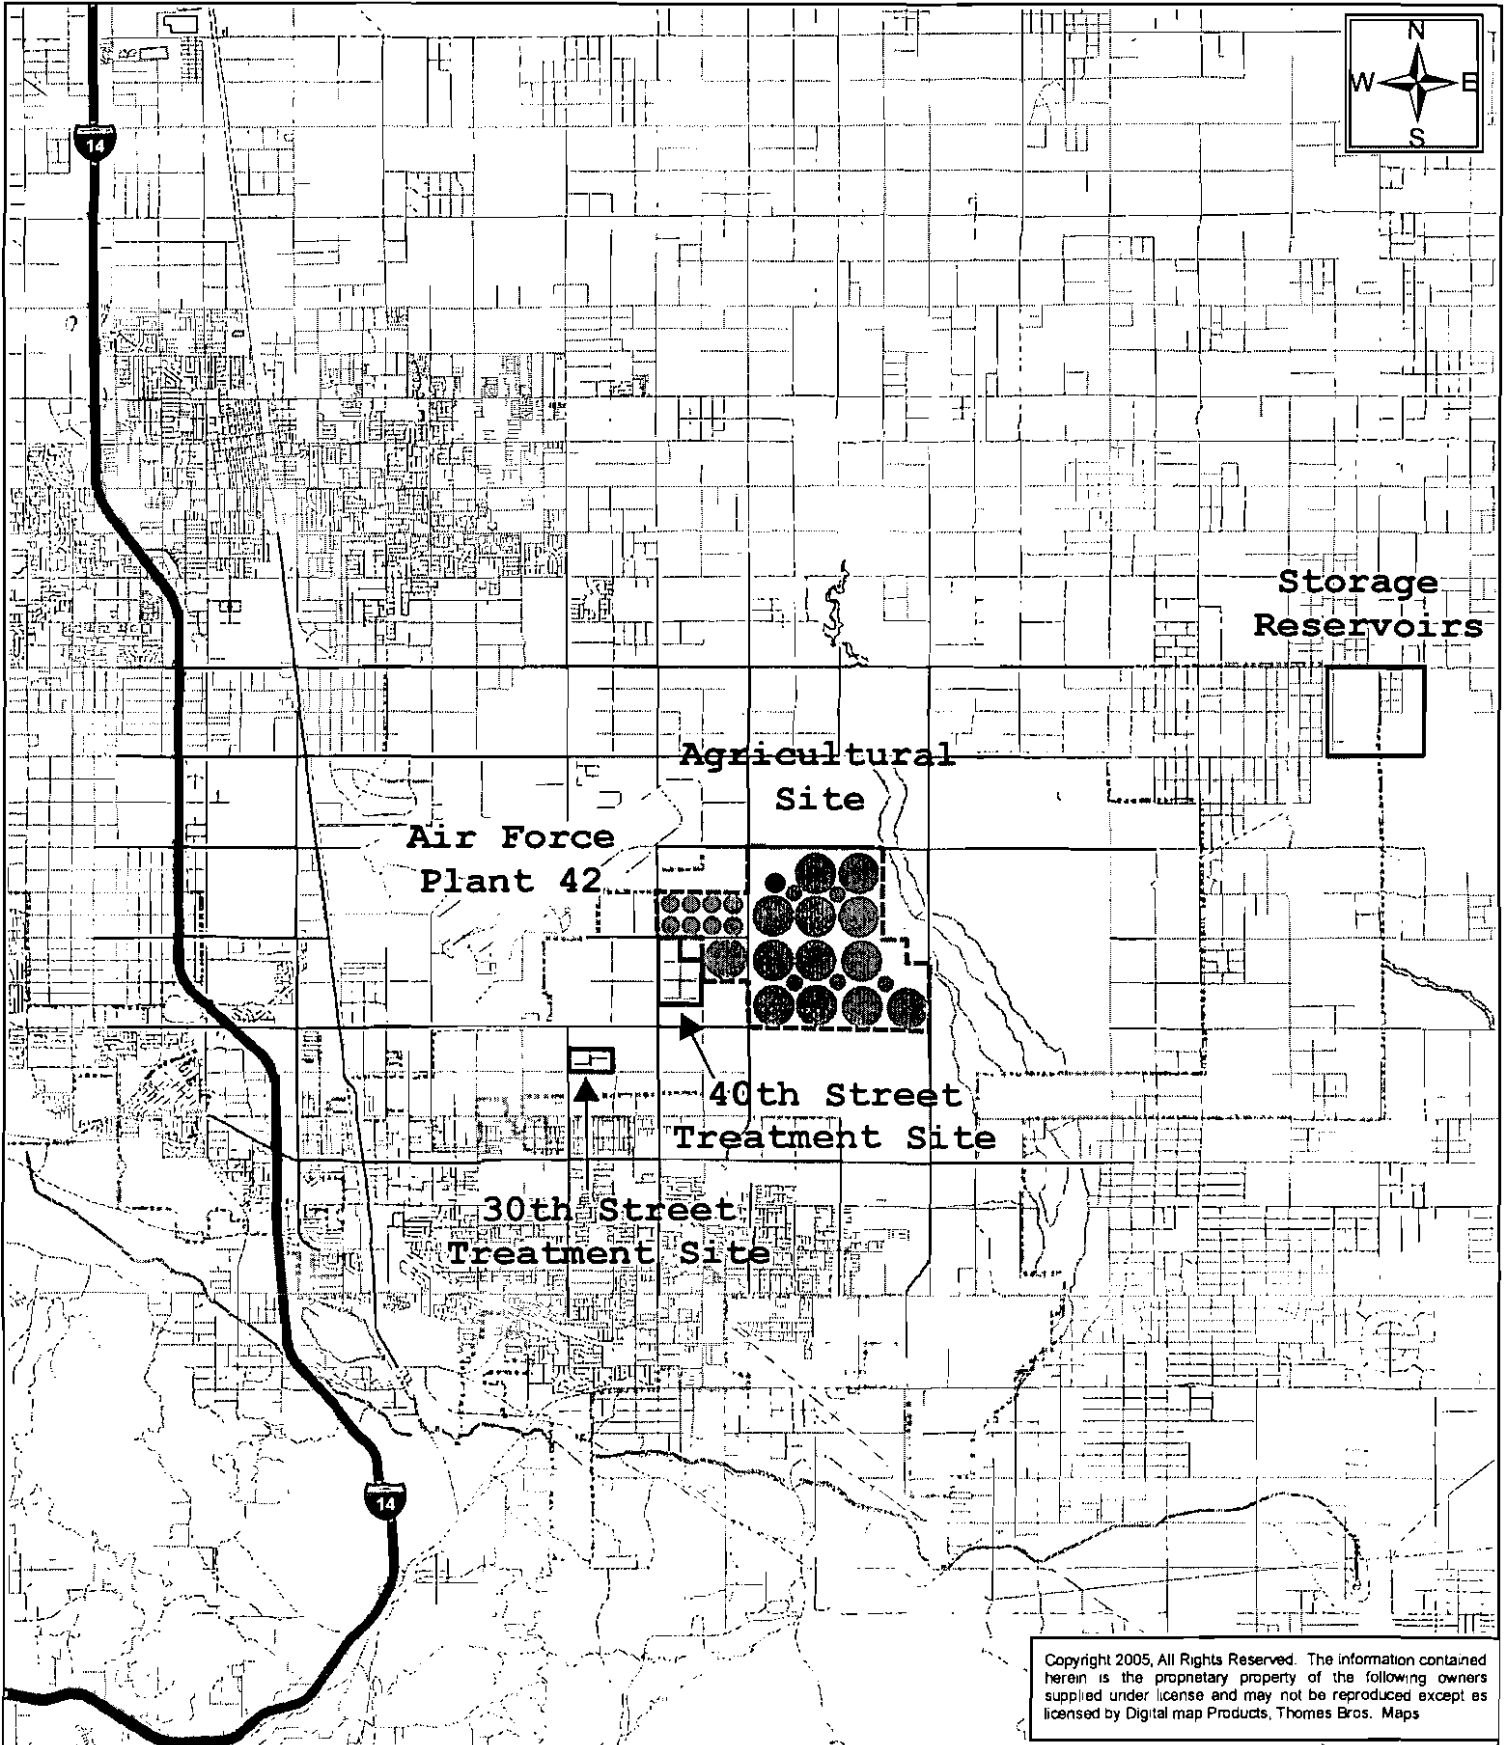 N
W E
S
14
Storage
Reservoirs
Agricultural
Site
Air Force
Plant 42
40th Street
Treatment Site
30th Street
Treatment Site
14
Copyright 2005, All Rights Reserved. The information contained
herein is the proprietary property of the following owners
supplied under license and may not be reproduced except as
licensed by Digital map Products, Thomes Bros. Maps